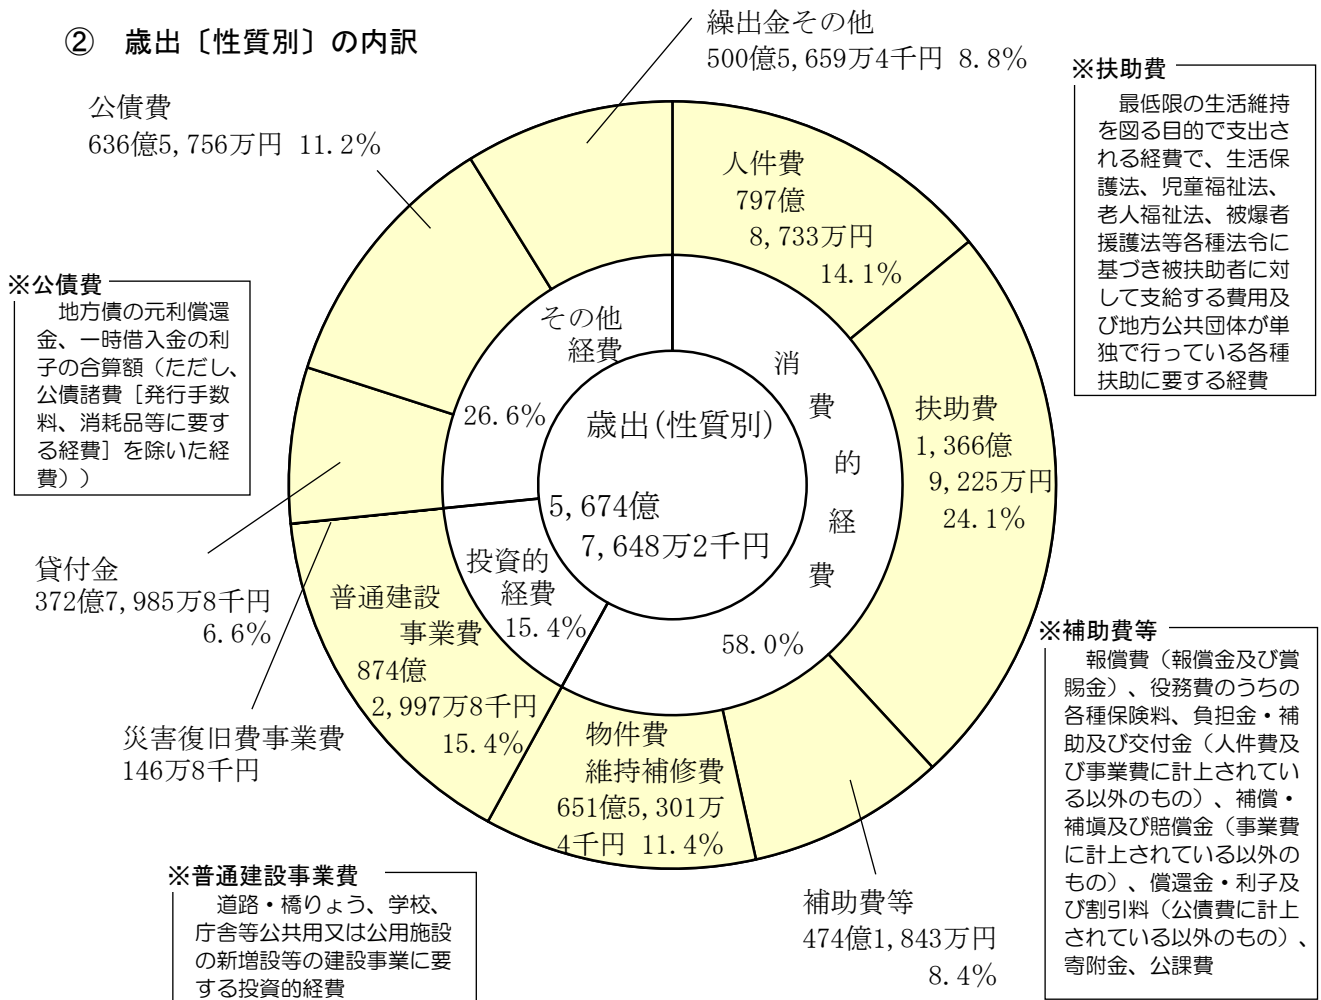 ② 歳出〔性質別〕の内訳
繰出金その他
500億5,659万4千円 8.8%
公債費
636億5,756万円 11.2%
※扶助費
最低限の生活維持
を図る目的で支出さ
れる経費で、生活保
護法、児童福祉法、
老人福祉法、被爆者
援護法等各種法令に
基づき被扶助者に対
して支給する費用及
び地方公共団体が単
独で行っている各種
扶助に要する経費
人件費
797億
8,733万円
14.1%
※公債費
地方債の元利償還
金、一時借入金の利
子の合算額（ただし、
公債諸費［発行手数
料、消耗品等に要す
る経費］を除いた経
費））
その他
経費
26.6%
消費的経費
58.0%
扶助費
1,366億
9,225万円
24.1%
歳出(性質別)
5,674億
7,648万2千円
投資的
経費
15.4%
貸付金
372億7,985万8千円
6.6%
普通建設
事業費
874億
2,997万8千円
15.4%
災害復旧費事業費
146万8千円
物件費
維持補修費
651億5,301万
4千円 11.4%
補助費等
474億1,843万円
8.4%
※補助費等
報償費（報償金及び賞
賜金）、役務費のうちの
各種保険料、負担金・補
助及び交付金（人件費及
び事業費に計上されてい
る以外のもの）、補償・
補塡及び賠償金（事業費
に計上されている以外の
もの）、償還金・利子及
び割引料（公債費に計上
されている以外のもの）、
寄附金、公課費
※普通建設事業費
道路・橋りょう、学校、
庁舎等公共用又は公用施設
の新増設等の建設事業に要
する投資的経費